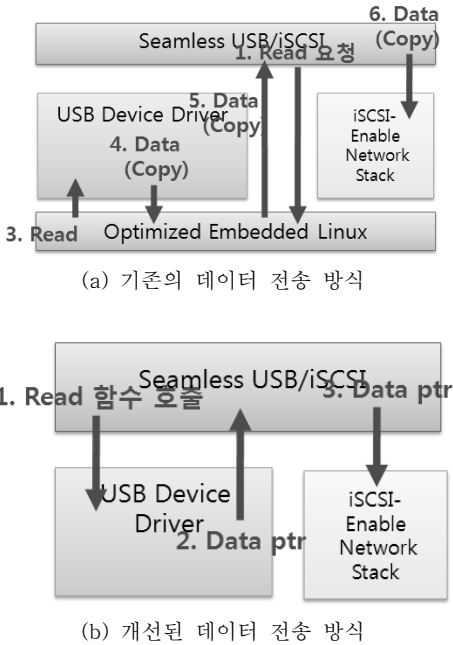 6. Data
(Copy)
Seamless USB/iSCSI
1. Read 요청
5. Data
(Copy)
USB Device Driver
4. Data
(Copy)
iSCSI-
Enable
Network
Stack
3. Read
Optimized Embedded Linux
(a) 기존의 데이터 전송 방식
Seamless USB/iSCSI
1. Read 함수 호출
3. Data ptr
USB Device
Driver
2. Data ptr
iSCSI-
Enable
Network
Stack
(b) 개선된 데이터 전송 방식